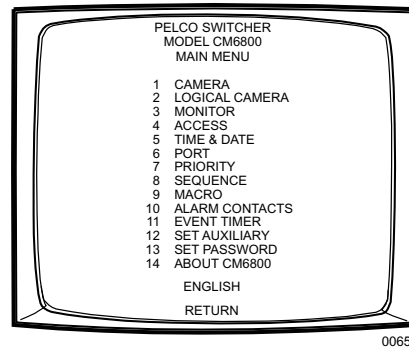 PELCO SWITCHER
MODEL CM6800
MAIN MENU
1 CAMERA
2 LOGICAL CAMERA
3 MONITOR
4 ACCESS
5 TIME & DATE
6 PORT
7 PRIORITY
8 SEQUENCE
9 MACRO
10 ALARM CONTACTS
11 EVENT TIMER
12 SET AUXILIARY
13 SET PASSWORD
14 ABOUT CM6800
ENGLISH
RETURN
0065